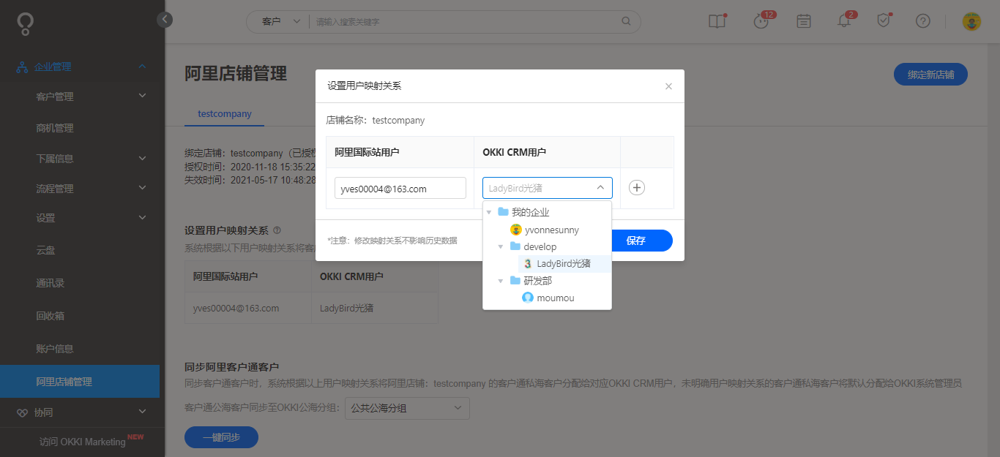 客户
请输入搜索关键字
12
2
企业管理
客户管理
商机管理
下属信息
流程管理
设置
云盘
通讯录
回收箱
账户信息
阿里店铺管理
协同
访问 OKKI Marketing NEW
阿里店铺管理
绑定新店铺
testcompany
绑定店铺：testcompany（已授权
授权时间：2020-11-18 15:35:22
失效时间：2021-05-17 10:48:28
设置用户映射关系
系统根据以下用户映射关系将客
阿里国际站用户 OKKI CRM用户
yves00004@163.com LadyBird光猪
同步阿里客户通客户
同步客户通客户时，系统根据以上用户映射关系将阿里店铺：testcompany 的客户通私海客户分配给对应OKKI CRM用户，未明确用户映射关系的客户通私海客户将默认分配给OKKI系统管理员
客户通公海客户同步至OKKI公海分组： 公共公海分组
一键同步
设置用户映射关系
店铺名称：testcompany
阿里国际站用户 OKKI CRM用户
yves00004@163.com LadyBird光猪
我的企业
yvonnesunny
develop
LadyBird光猪
研发部
moumou
*注意：修改映射关系不影响历史数据
保存